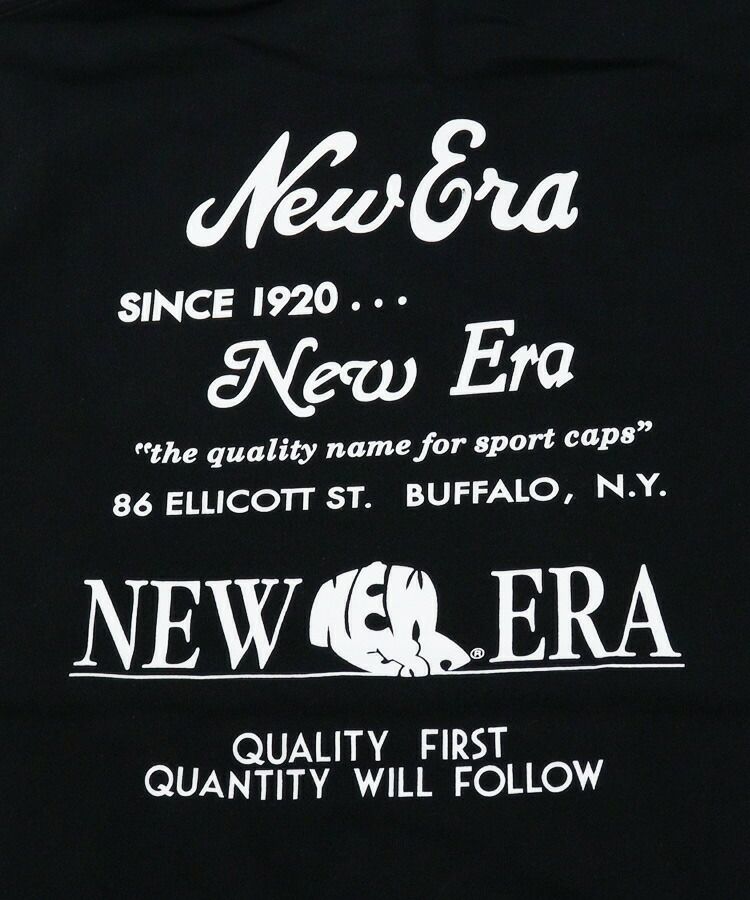 New Era
SINCE 1920...
New Era
"the quality name for sport caps"
86 ELLICOTT ST. BUFFALO, N.Y.
NEW NEW ® ERA
QUALITY FIRST
QUANTITY WILL FOLLOW